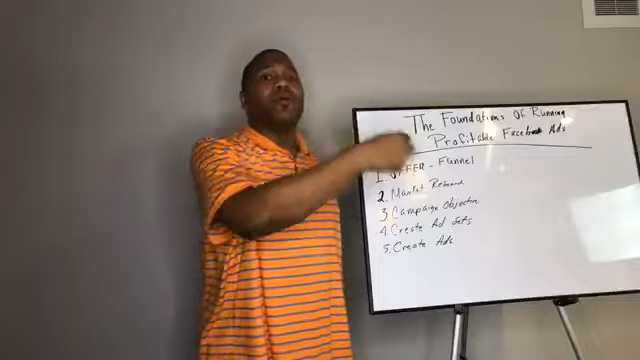 The Foundations Of Running
Profitable Facebook Ads
1. OFFER - Funnel
2. Market Research
3 Campaign Objective
4 Create Ad Sets
5. Create Ads